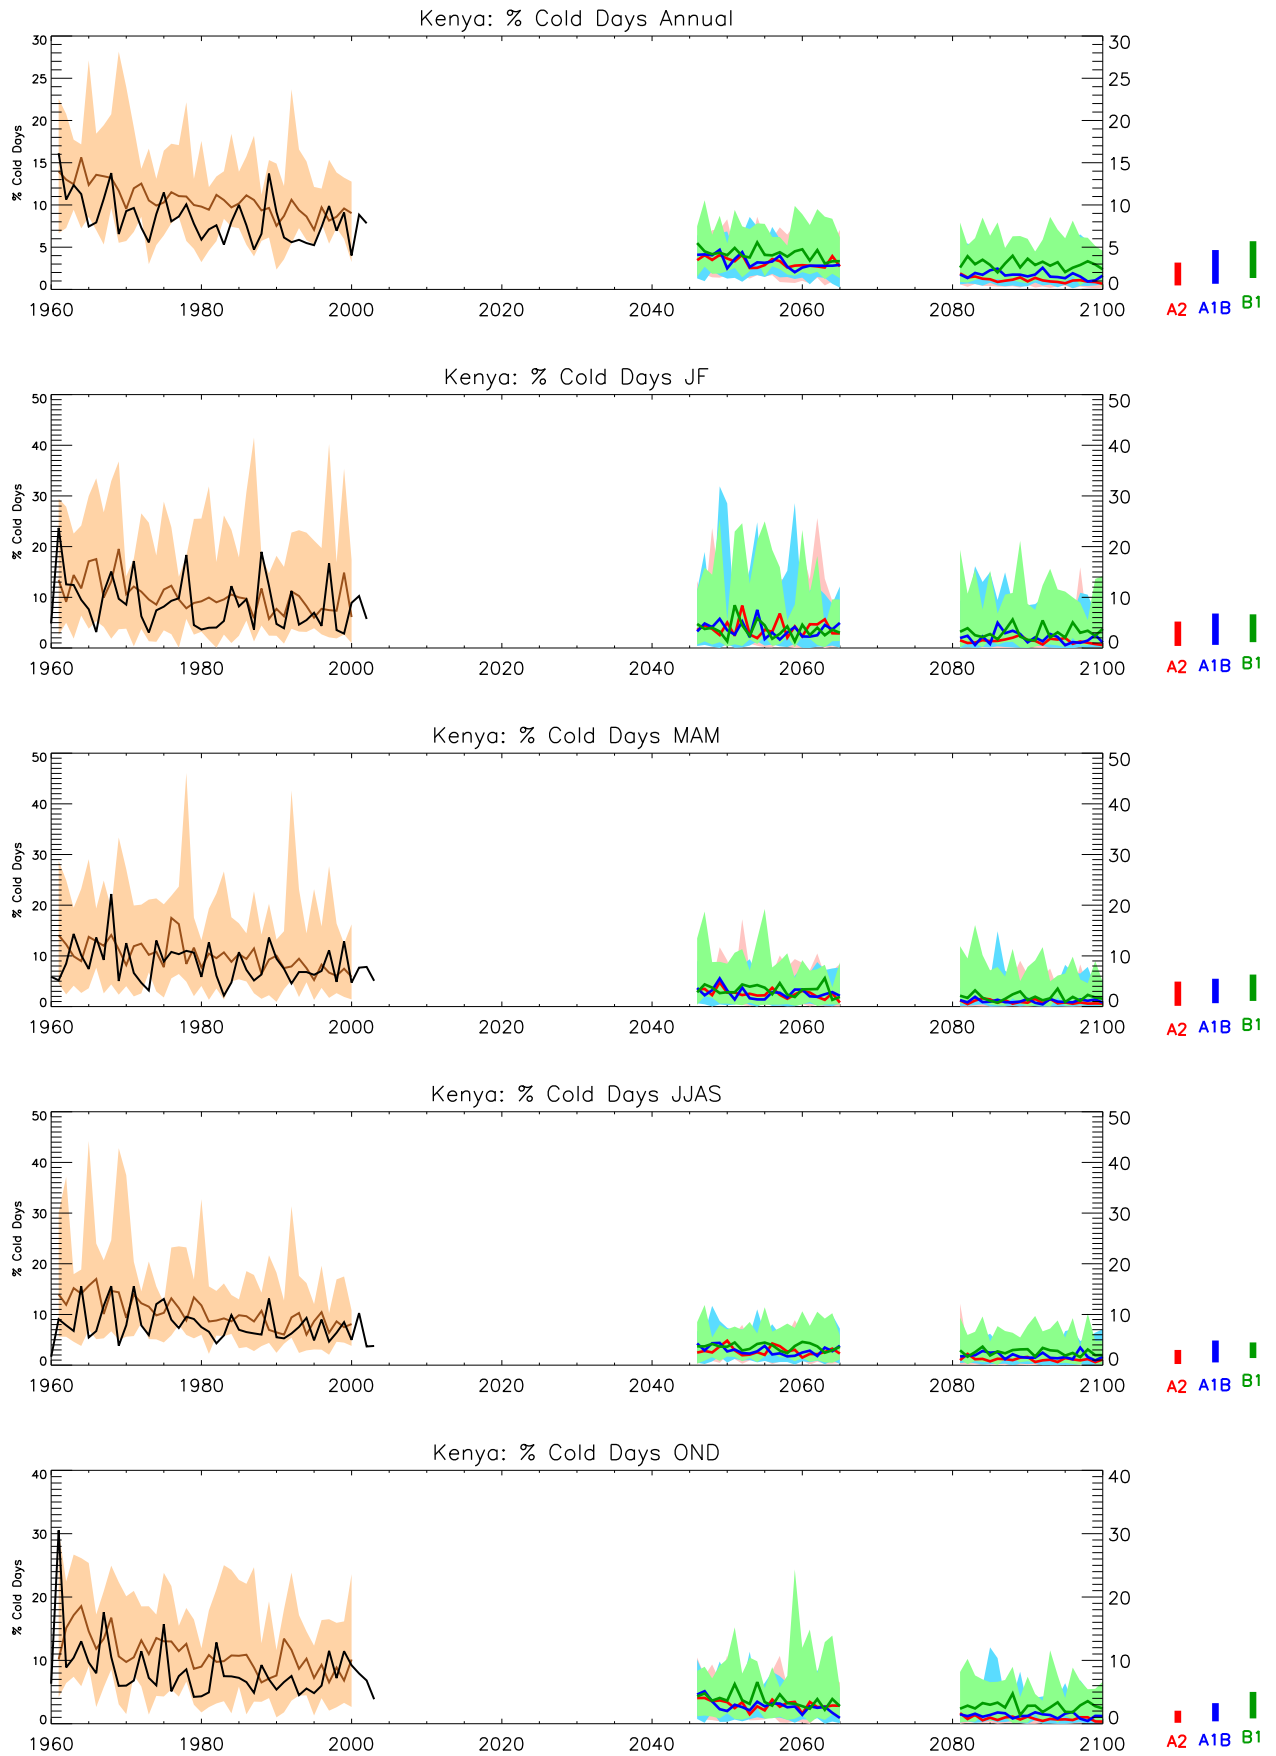 Kenya: % Cold Days Annual
% Cold Days
30 25 20 15 10 5 0
30 25 20 15 10 5 0
1960 1980 2000 2020 2040 2060 2080 2100
A2 A1B B1
Kenya: % Cold Days JF
% Cold Days
50 40 30 20 10 0
50 40 30 20 10 0
1960 1980 2000 2020 2040 2060 2080 2100
A2 A1B B1
Kenya: % Cold Days MAM
% Cold Days
50 40 30 20 10 0
50 40 30 20 10 0
1960 1980 2000 2020 2040 2060 2080 2100
A2 A1B B1
Kenya: % Cold Days JJAS
% Cold Days
50 40 30 20 10 0
50 40 30 20 10 0
1960 1980 2000 2020 2040 2060 2080 2100
A2 A1B B1
Kenya: % Cold Days OND
% Cold Days
40 30 20 10 0
40 30 20 10 0
1960 1980 2000 2020 2040 2060 2080 2100
A2 A1B B1